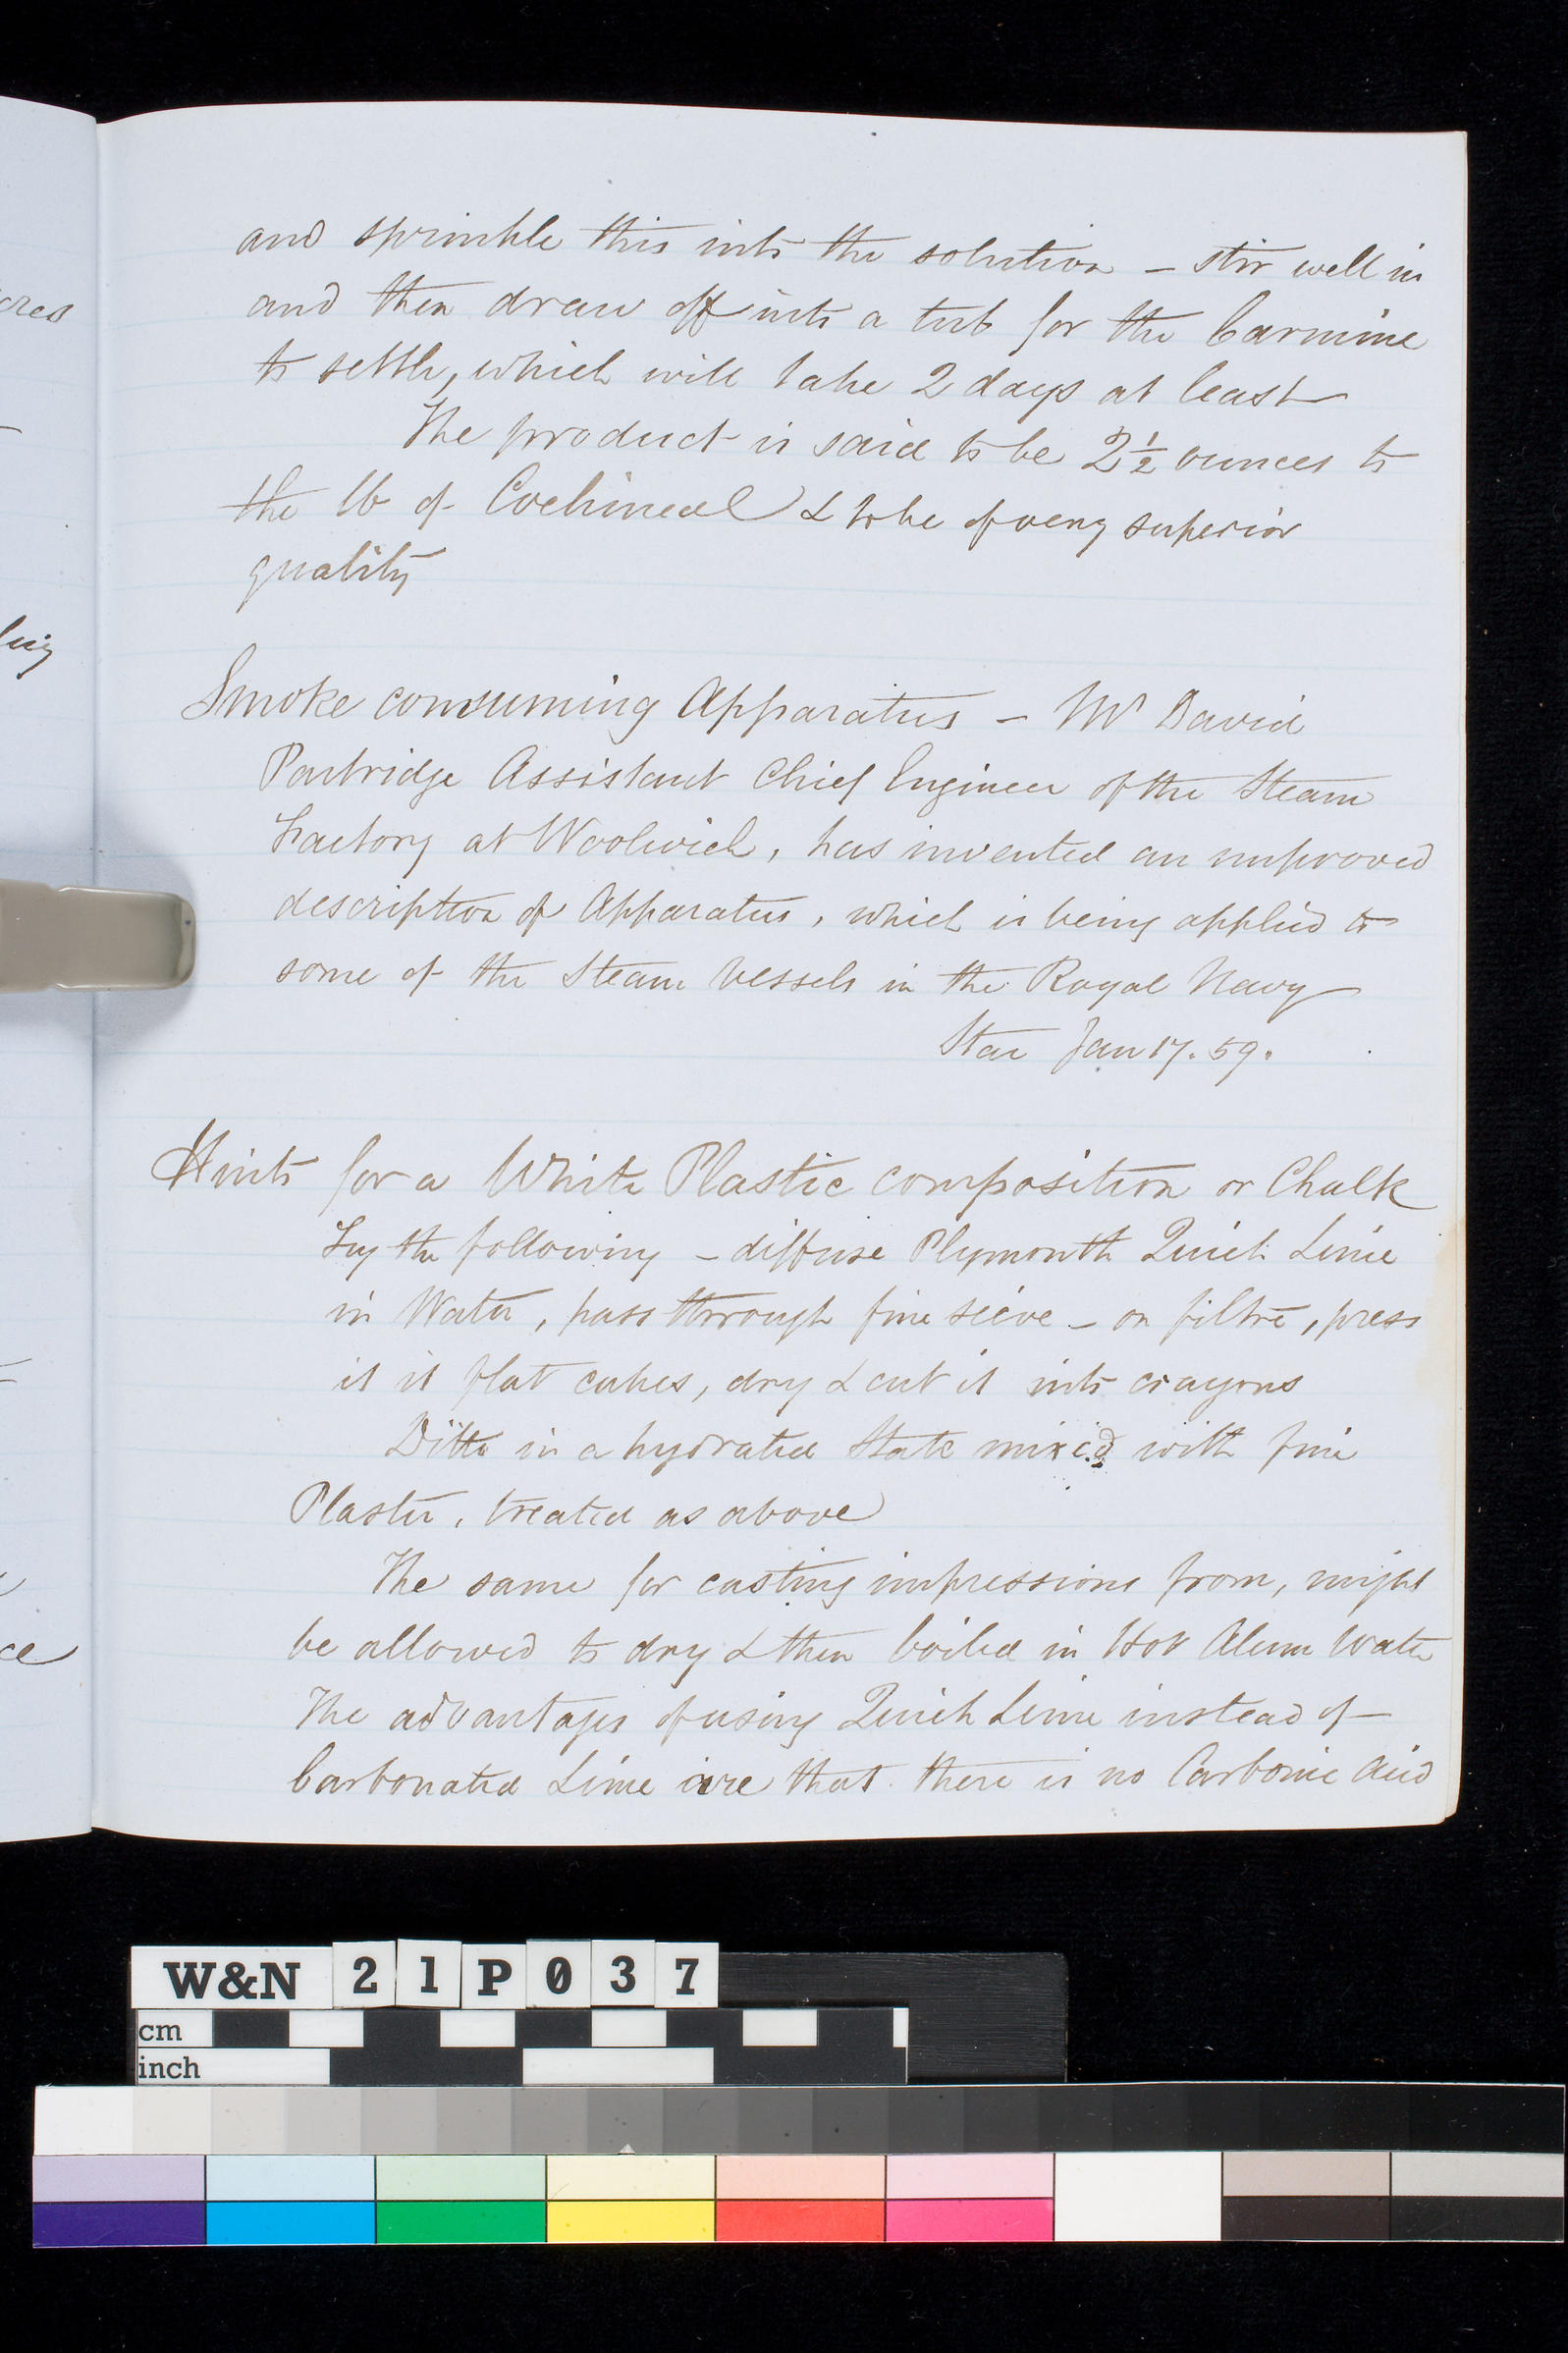 and sprinkle this into the solution – stir well in
and then draw off into a tub for the Carmine
to settle, which will take 2 days at least
The product is said to be 2½ ounces to
the lb of Cochineal & to be of very superior
quality
Smoke consuming Apparatus – Mr David
Partridge Assistant Chief Engineer of the Steam
Factory at Woolwich, has invented an improved
description of Apparatus, which is being applied to
some of the Steam Vessels in the Royal Navy
Star Jan 17. 59.
Hints for a White Plastic composition or Chalk
Try the following – diffuse Plymouth Quick Lime
in Water, pass through fine sieve – on filtre, press
it it flat cakes, dry & cut it into crayons
Ditto in a hydrated State mixed with fine
Plaster, treated as above
The same for casting impressions from, might
be allowed to dry & then boiled in Hot Alum Water
The advantages of using Quick Lime instead of
Carbonated Lime are that there is no Carbonic Acid
cres
ling
ce
W&N 21P037
cm
inch